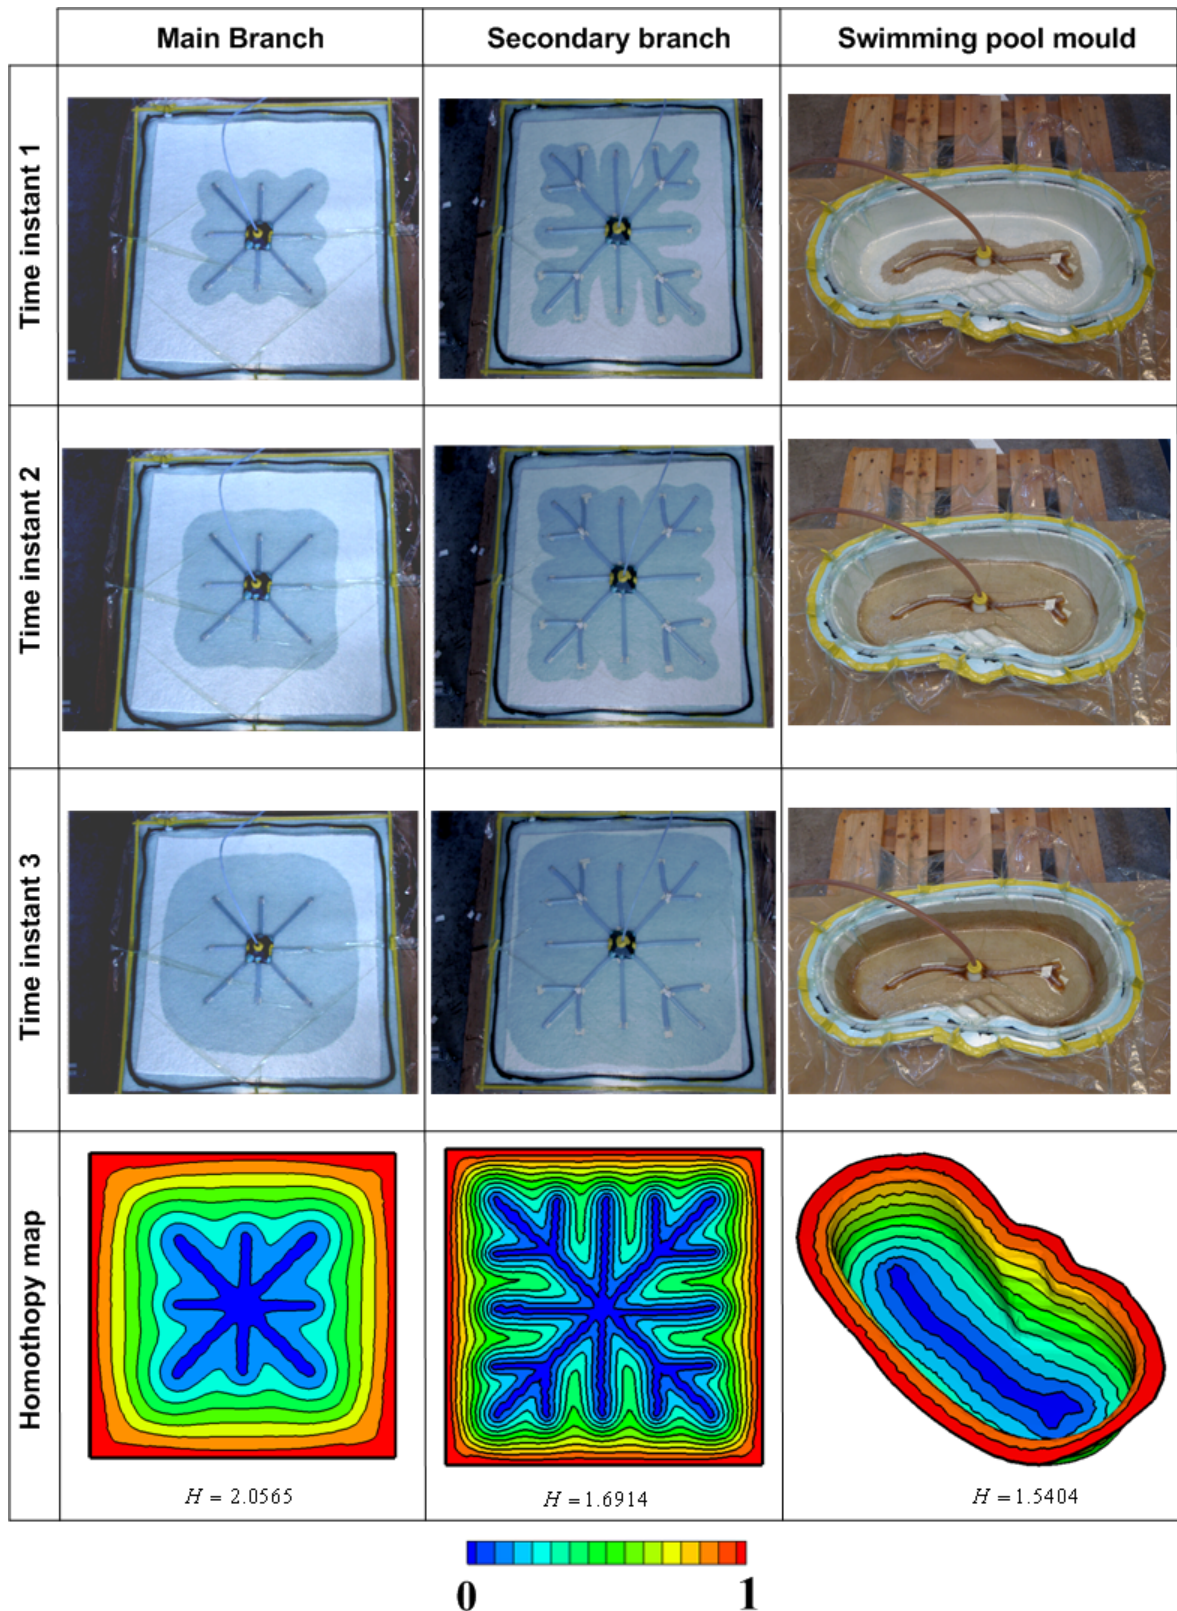 Main Branch
Secondary branch
Swimming pool mould
Time instant 1
Time instant 2
Time instant 3
Homothopy map
H = 2.0565
H = 1.6914
H = 1.5404
0
1